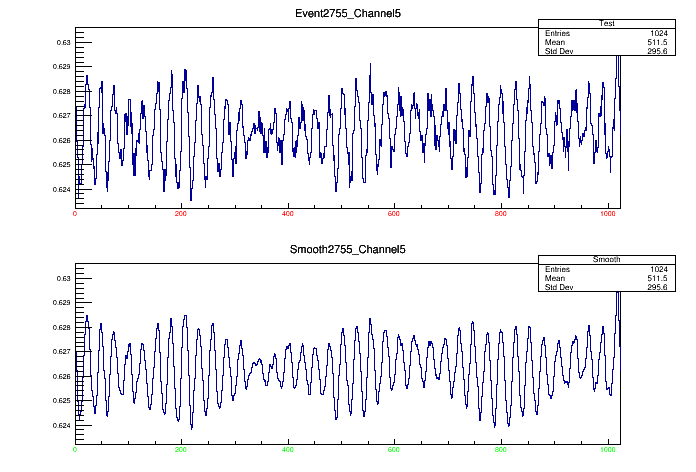 Event2755_Channel5
Test
Entries 1024
Mean 511.5
Std Dev 295.6
0.63
0.629
0.628
0.627
0.626
0.625
0.624
0 200 400 600 800 1000
Smooth2755_Channel5
Smooth
Entries 1024
Mean 511.5
Std Dev 295.6
0.63
0.629
0.628
0.627
0.626
0.625
0.624
0 200 400 600 800 1000